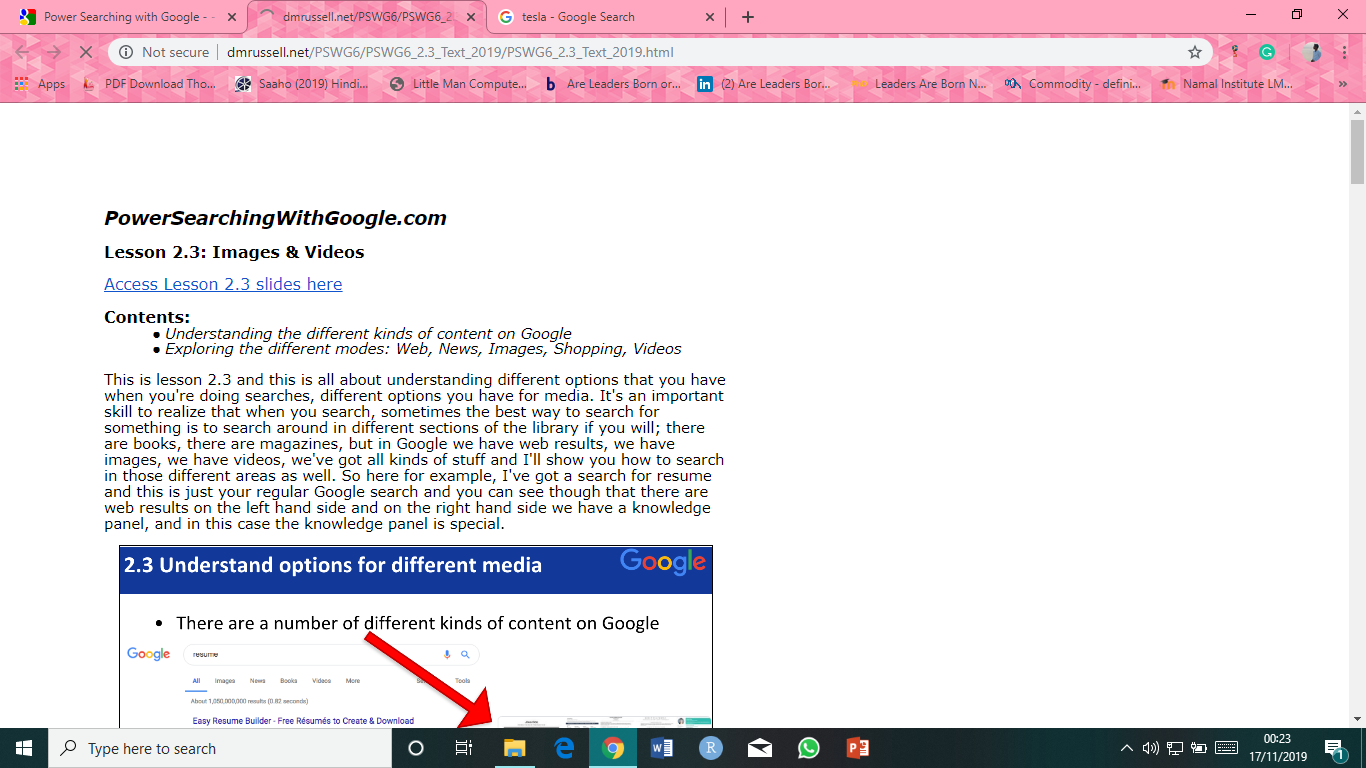 Power Searching with Google - -
dmrussell.net/PSWG6/PSWG6_2
tesla - Google Search
Not secure
dmrussell.net/PSWG6/PSWG6_2.3_Text_2019/PSWG6_2.3_Text_2019.html
Apps
PDF Download Tho...
Saaho (2019) Hindi...
Little Man Compute...
Are Leaders Born or...
(2) Are Leaders Bor...
Leaders Are Born N...
Commodity - defini...
Namal Institute LM...
PowerSearchingWithGoogle.com
Lesson 2.3: Images & Videos
Access Lesson 2.3 slides here
Contents:
• Understanding the different kinds of content on Google
• Exploring the different modes: Web, News, Images, Shopping, Videos
This is lesson 2.3 and this is all about understanding different options that you have
when you're doing searches, different options you have for media. It's an important
skill to realize that when you search, sometimes the best way to search for
something is to search around in different sections of the library if you will; there
are books, there are magazines, but in Google we have web results, we have
images, we have videos, we've got all kinds of stuff and I'll show you how to search
in those different areas as well. So here for example, I've got a search for resume
and this is just your regular Google search and you can see though that there are
web results on the left hand side and on the right hand side we have a knowledge
panel, and in this case the knowledge panel is special.
2.3 Understand options for different media
Google
• There are a number of different kinds of content on Google
Google
resume
All Images News Books Videos More Tools
About 1,050,000,000 results (0.82 seconds)
Easy Resume Builder - Free Résumés to Create & Download
Type here to search
00:23
17/11/2019
1